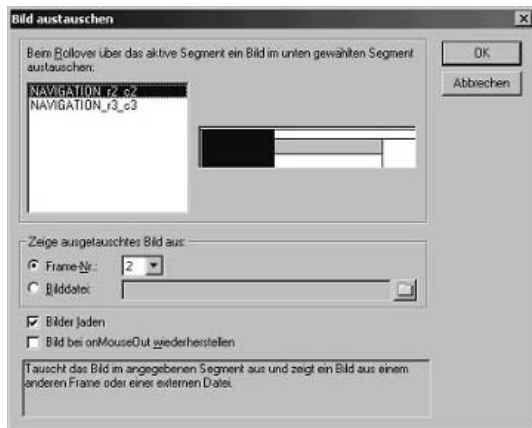 Bild austauschen
Beim Rollover über das aktive Segment ein Bild im unten gewählten Segment
austauschen:
NAVIGATION_r2_c2
NAVIGATION_r3_c3
OK
Abbrechen
Zeige ausgetauschtes Bild aus:
Frame-Nr.: 2
Bilddatei:
Bilder laden
Bild bei onMouseOut wiederherstellen
Tauscht das Bild im angegebenen Segment aus und zeigt ein Bild aus einem
anderen Frame oder einer externen Datei.